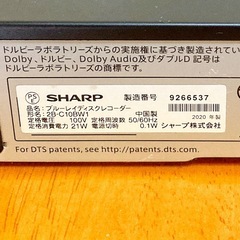 ドルビーラボラトリーズからの実施権に基づき製造されてい
Dolby、ドルビー、Dolby Audio及びダブルD 記号は
ドルビーラボラトリーズの商標です。
SHARP 製造番号 9266537
品名：ブルーレイディスクレコーダー 2020 年製
形名：2B-C10BW1 中国製
定格電圧 100V 定格周波数 50/60Hz
定格消費電力 21W 電源切時 0.1W シャープ株式会社
For DTS patents, see http://patents.dts.com.